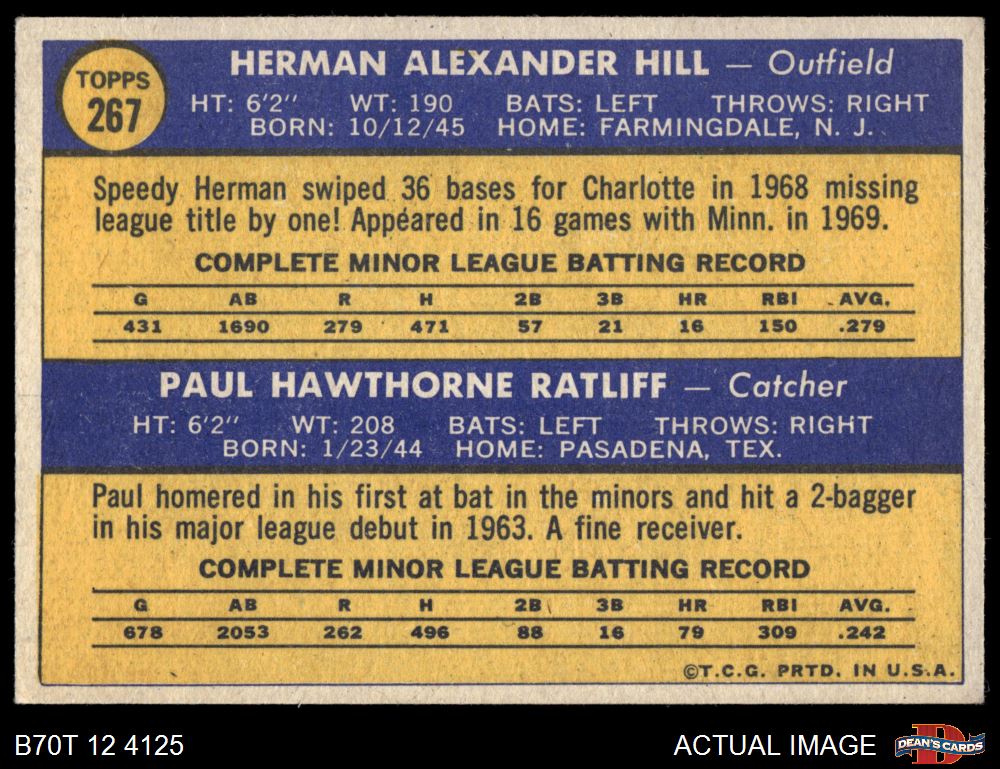 TOPPS
267
HERMAN ALEXANDER HILL — Outfield
HT: 6'2" WT: 190 BATS: LEFT THROWS: RIGHT
BORN: 10/12/45 HOME: FARMINGDALE, N. J.
Speedy Herman swiped 36 bases for Charlotte in 1968 missing
league title by one! Appeared in 16 games with Minn. in 1969.
COMPLETE MINOR LEAGUE BATTING RECORD
G AB R H 2B 3B HR RBI AVG.
431 1690 279 471 57 21 16 150 .279
PAUL HAWTHORNE RATLIFF — Catcher
HT: 6'2" WT: 208 BATS: LEFT THROWS: RIGHT
BORN: 1/23/44 HOME: PASADENA, TEX.
Paul homered in his first at bat in the minors and hit a 2-bagger
in his major league debut in 1963. A fine receiver.
COMPLETE MINOR LEAGUE BATTING RECORD
G AB R H 2B 3B HR RBI AVG.
678 2053 262 496 88 16 79 309 .242
©T.C.G. PRTD. IN U.S.A.
B70T 12 4125
ACTUAL IMAGE
DEAN'S CARDS